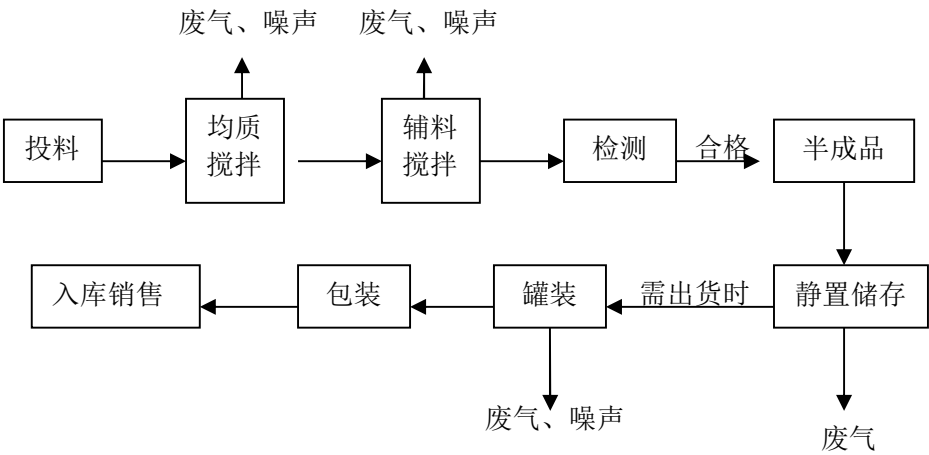 废气、噪声
废气、噪声
投料
均质
搅拌
辅料
搅拌
检测
合格
半成品
入库销售
包装
罐装
需出货时
静置储存
废气、噪声
废气